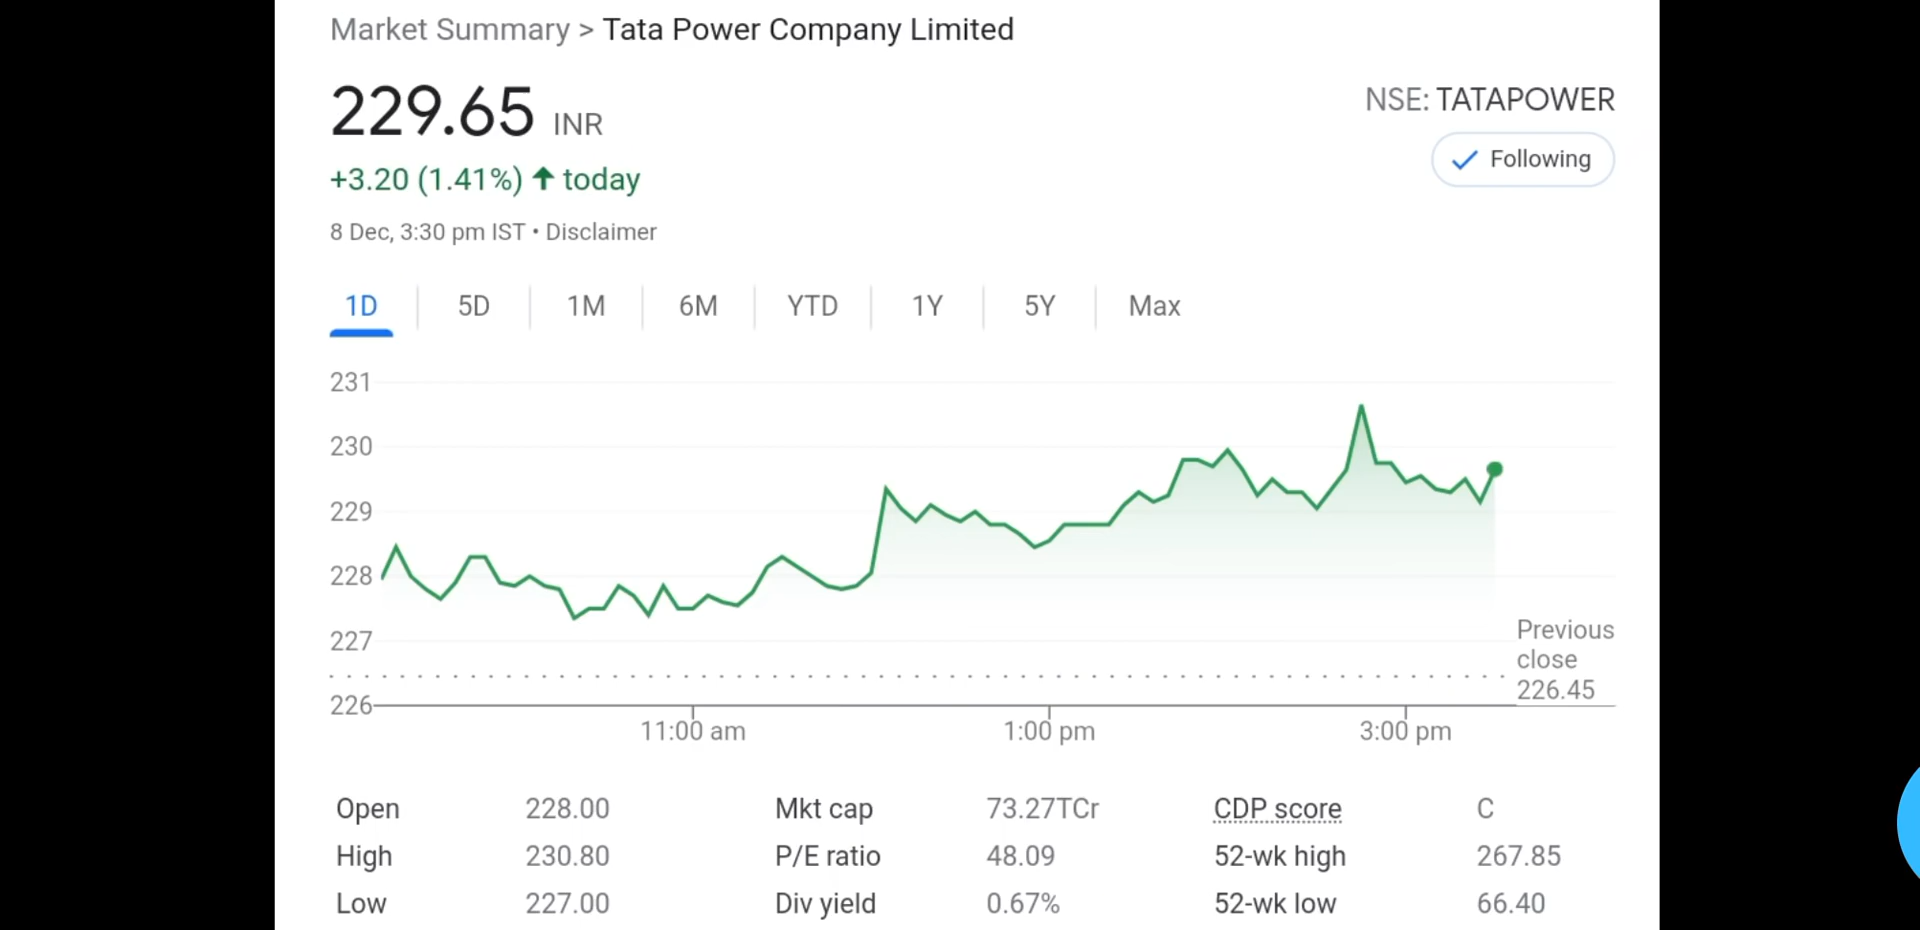 Market Summary > Tata Power Company Limited
229.65 INR
NSE: TATAPOWER
Following
+3.20 (1.41%) ↑ today
8 Dec, 3:30 pm IST • Disclaimer
1D 5D 1M 6M YTD 1Y 5Y Max
231
230
229
228
227
226
Previous
close
226.45
11:00 am 1:00 pm 3:00 pm
Open 228.00 Mkt cap 73.27TCr CDP score C
High 230.80 P/E ratio 48.09 52-wk high 267.85
Low 227.00 Div yield 0.67% 52-wk low 66.40